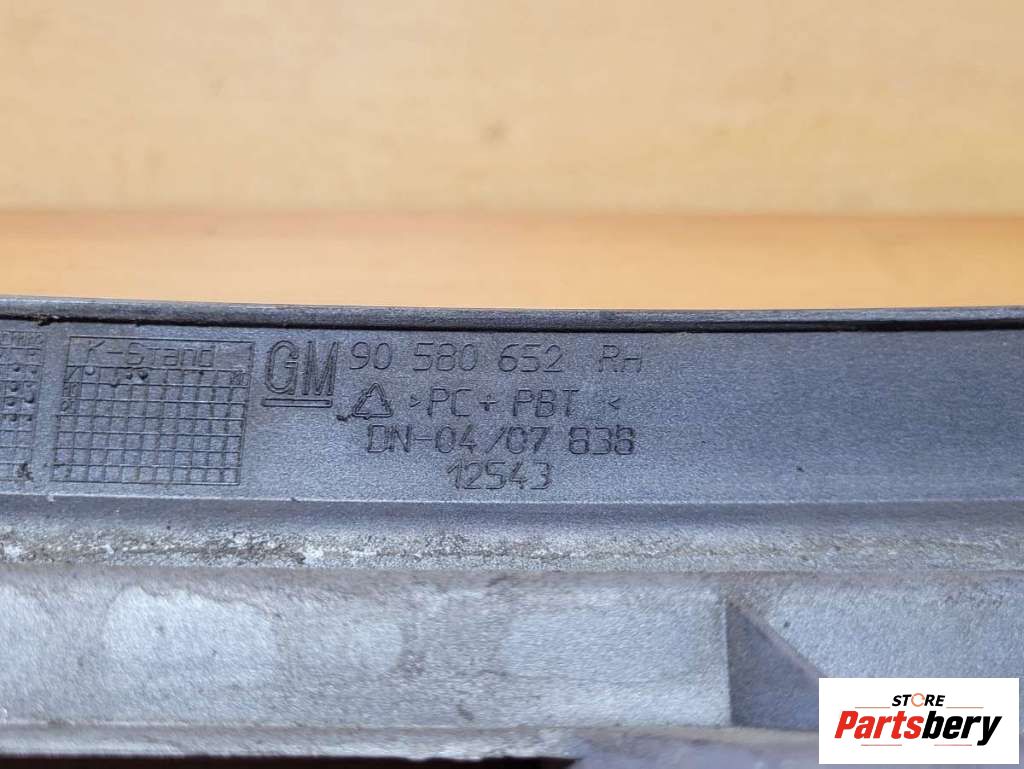 K-Stand
GM 90 580 652 RH
>PC+PBT<
DN-04/07 838
12543
STORE
Partsbery